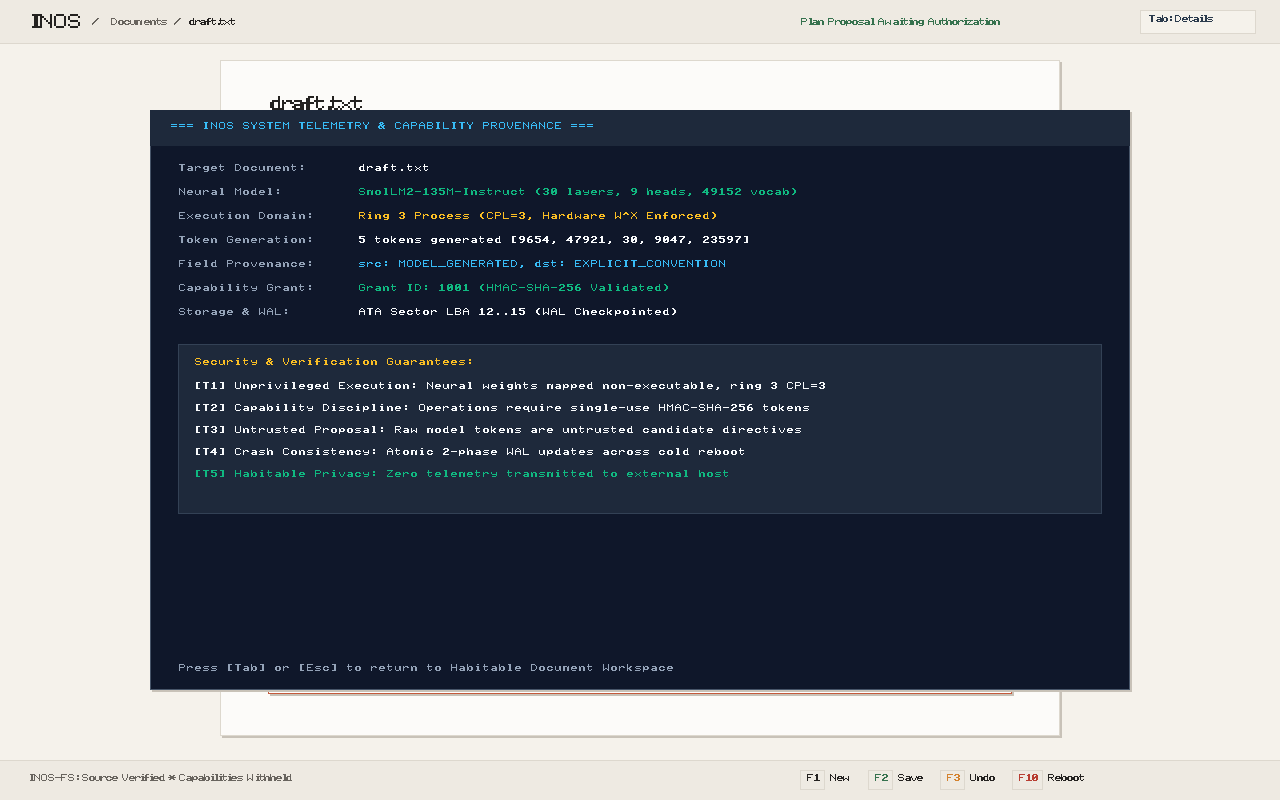 INOS / Documents / draft.txt
Plan Proposal Awaiting Authorization
Tab:Details
draft.txt
=== INOS SYSTEM TELEMETRY & CAPABILITY PROVENANCE ===
Target Document: draft.txt
Neural Model: SmolLM2-135M-Instruct (30 layers, 9 heads, 49152 vocab)
Execution Domain: Ring 3 Process (CPL=3, Hardware W^X Enforced)
Token Generation: 5 tokens generated [9654, 47921, 30, 9047, 23597]
Field Provenance: src: MODEL_GENERATED, dst: EXPLICIT_CONVENTION
Capability Grant: Grant ID: 1001 (HMAC-SHA-256 Validated)
Storage & WAL: ATA Sector LBA 12..15 (WAL Checkpointed)
Security & Verification Guarantees:
[T1] Unprivileged Execution: Neural weights mapped non-executable, ring 3 CPL=3
[T2] Capability Discipline: Operations require single-use HMAC-SHA-256 tokens
[T3] Untrusted Proposal: Raw model tokens are untrusted candidate directives
[T4] Crash Consistency: Atomic 2-phase WAL updates across cold reboot
[T5] Habitable Privacy: Zero telemetry transmitted to external host
Press [Tab] or [Esc] to return to Habitable Document Workspace
INOS-FS:Source Verified * Capabilities Withheld
F1 New F2 Save F3 Undo F10 Reboot